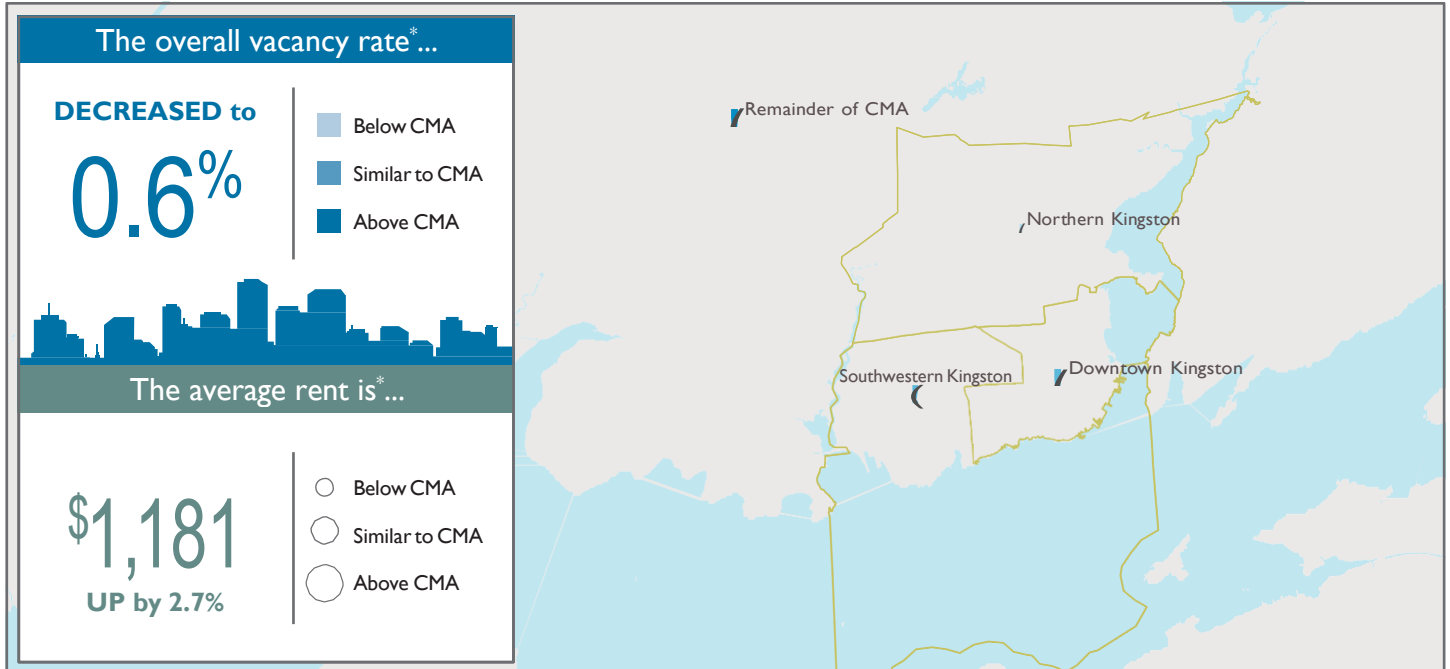 The overall vacancy rate*...
DECREASED to
0.6%
Below CMA
Similar to CMA
Above CMA
The average rent is*...
$1,181
UP by 2.7%
Below CMA
Similar to CMA
Above CMA
Remainder of CMA
Northern Kingston
Southwestern Kingston
Downtown Kingston